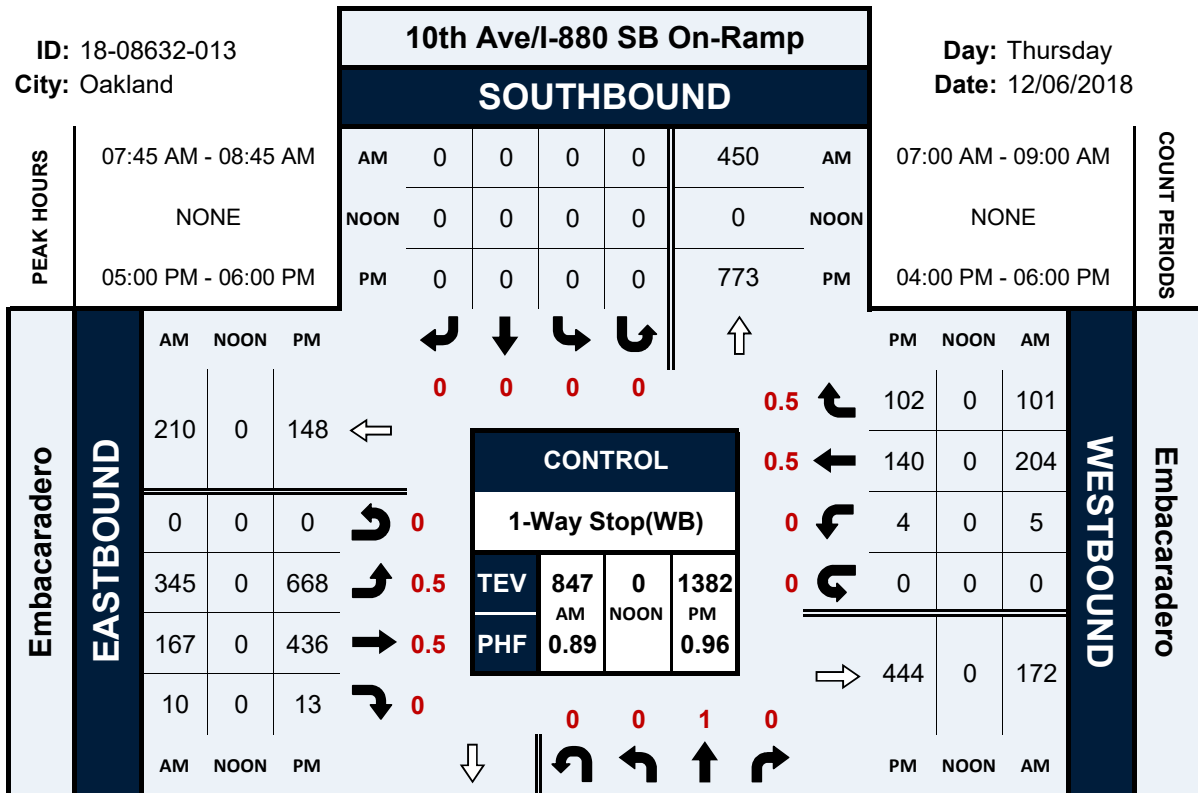 ID: 18-08632-013
City: Oakland
10th Ave/I-880 SB On-Ramp
SOUTHBOUND
Day: Thursday
Date: 12/06/2018
PEAK HOURS
07:45 AM - 08:45 AM
NONE
05:00 PM - 06:00 PM
AM 0 0 0 0 450 AM
NOON 0 0 0 0 0 NOON
PM 0 0 0 0 773 PM
07:00 AM - 09:00 AM
NONE
04:00 PM - 06:00 PM
COUNT PERIODS
0 0 0 0
Embacaradero
EASTBOUND
AM NOON PM
210 0 148
0 0 0 0
345 0 668 0.5
167 0 436 0.5
10 0 13 0
AM NOON PM
CONTROL
1-Way Stop(WB)
TEV 847 0 1382
AM NOON PM
PHF 0.89 0.96
PM NOON AM
0.5 102 0 101
0.5 140 0 204
0 4 0 5
0 0 0 0
444 0 172
PM NOON AM
WESTBOUND
Embacaradero
0 0 1 0